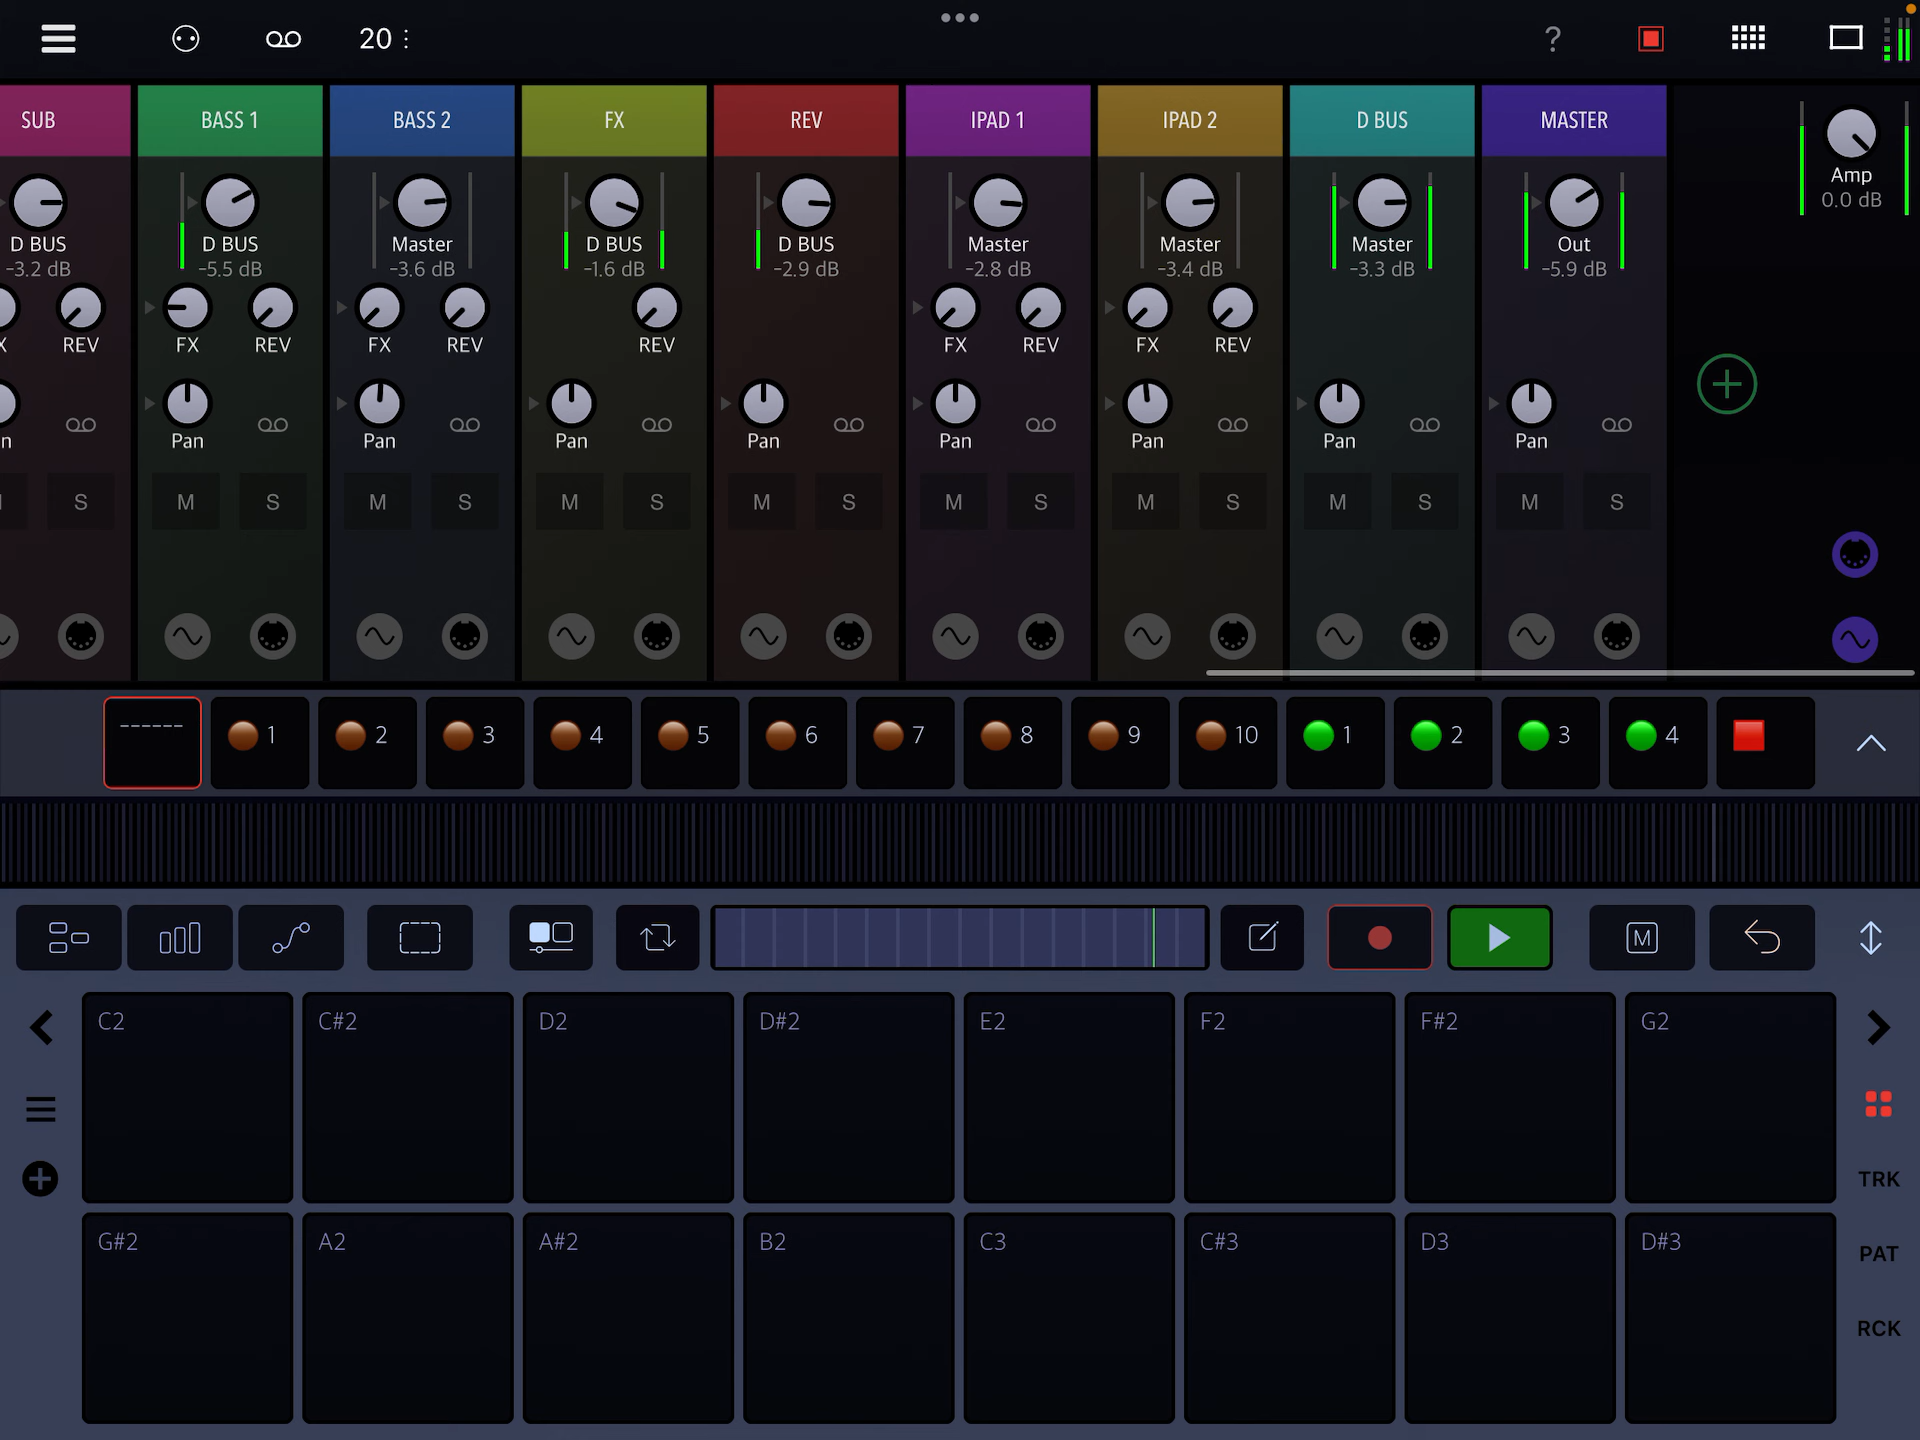 20
?
SUB
BASS 1
BASS 2
FX
REV
IPAD 1
IPAD 2
D BUS
MASTER
Amp
0.0 dB
D BUS
-3.2 dB
D BUS
-5.5 dB
Master
-3.6 dB
D BUS
-1.6 dB
D BUS
-2.9 dB
Master
-2.8 dB
Master
-3.4 dB
Master
-3.3 dB
Out
-5.9 dB
X REV FX REV FX REV REV FX REV FX REV
n Pan Pan Pan Pan Pan Pan Pan Pan
S M S M S M S M S M S M S M S M S
------ 1 2 3 4 5 6 7 8 9 10 1 2 3 4
M
C2 C#2 D2 D#2 E2 F2 F#2 G2
TRK
G#2 A2 A#2 B2 C3 C#3 D3 D#3
PAT
RCK